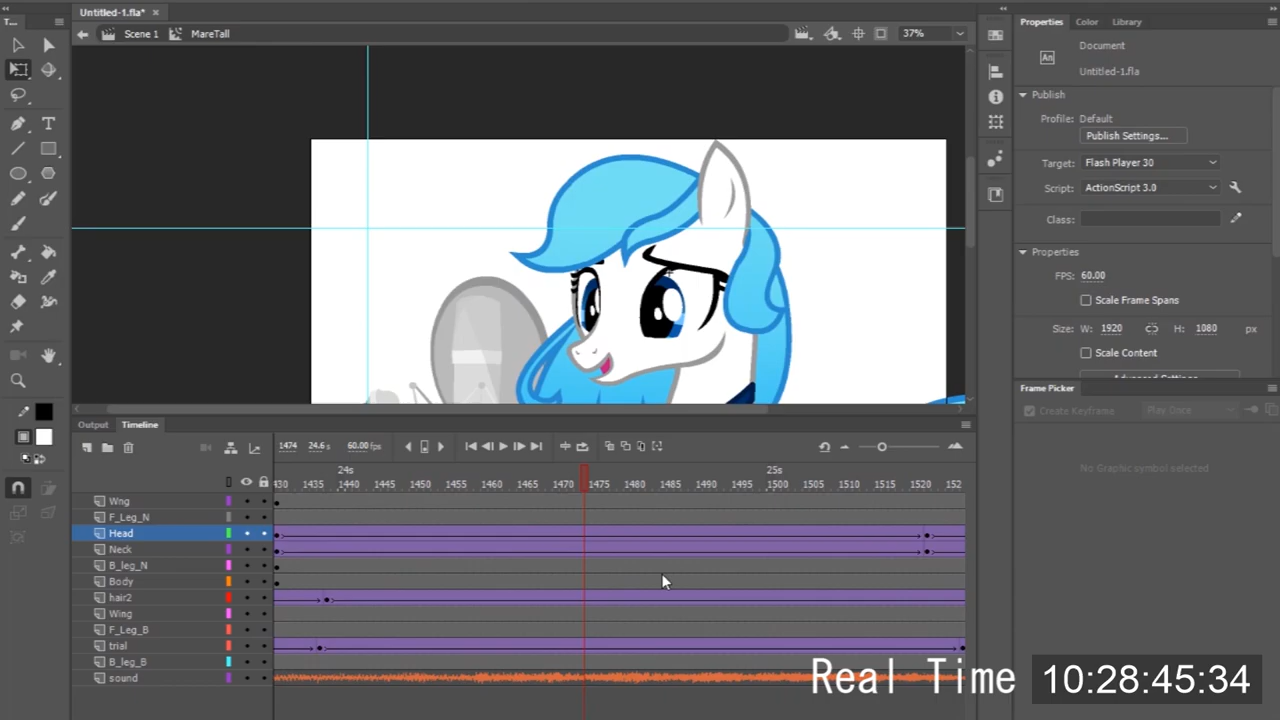 Untitled-1.fla* ×
T...
Scene 1 MareTall
37%
Properties Color Library
An
Document
Untitled-1.fla
Publish
Profile: Default
Publish Settings...
Target: Flash Player 30
Script: ActionScript 3.0
Class:
Properties
FPS: 60.00
Scale Frame Spans
Size: W: 1920 H: 1080 px
Scale Content
Advanced Settings
Frame Picker
Create Keyframe Play Once
No Graphic symbol selected
Output Timeline
1474 24.6 s 60.00 fps
24s 25s
430 1435 1440 1445 1450 1455 1460 1465 1470 1475 1480 1485 1490 1495 1500 1505 1510 1515 1520 152
Wng
F_Leg_N
Head
Neck
B_leg_N
Body
hair2
Wing
F_Leg_B
trial
B_leg_B
sound
Real Time 10:28:45:34